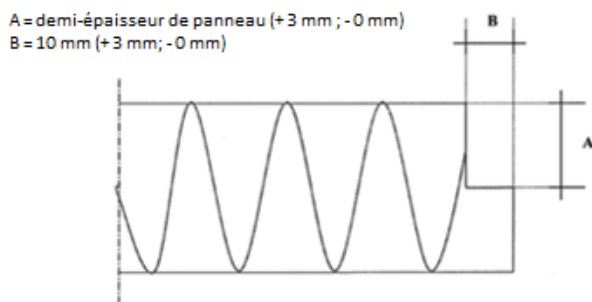 A = demi-épaisseur de panneau (+3 mm ; -0 mm)
B = 10 mm (+3 mm; -0 mm)
B
A